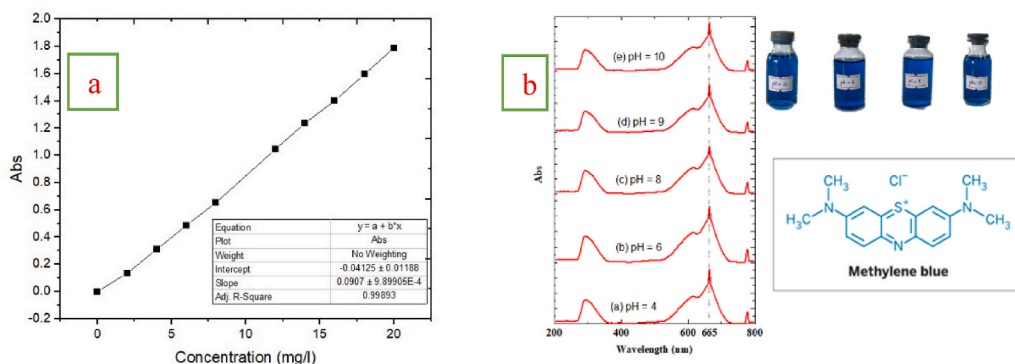 a
2.0
1.8
1.6
1.4
1.2
1.0
0.8
0.6
0.4
0.2
0.0
-0.2
Abs
0 5 10 15 20
Concentration (mg/l)
Equation y = a + b*x
Plot Abs
Weight No Weighting
Intercept -0.04125 ± 0.01188
Slope 0.0907 ± 9.89905E-4
Adj. R-Square 0.99893
b
Abs
(e) pH = 10
(d) pH = 9
(c) pH = 8
(b) pH = 6
(a) pH = 4
200 400 600 665 800
Wavelength (nm)
CH₃
H₃C
N
Cl⁻
S⁺
N
CH₃
N
CH₃
Methylene blue